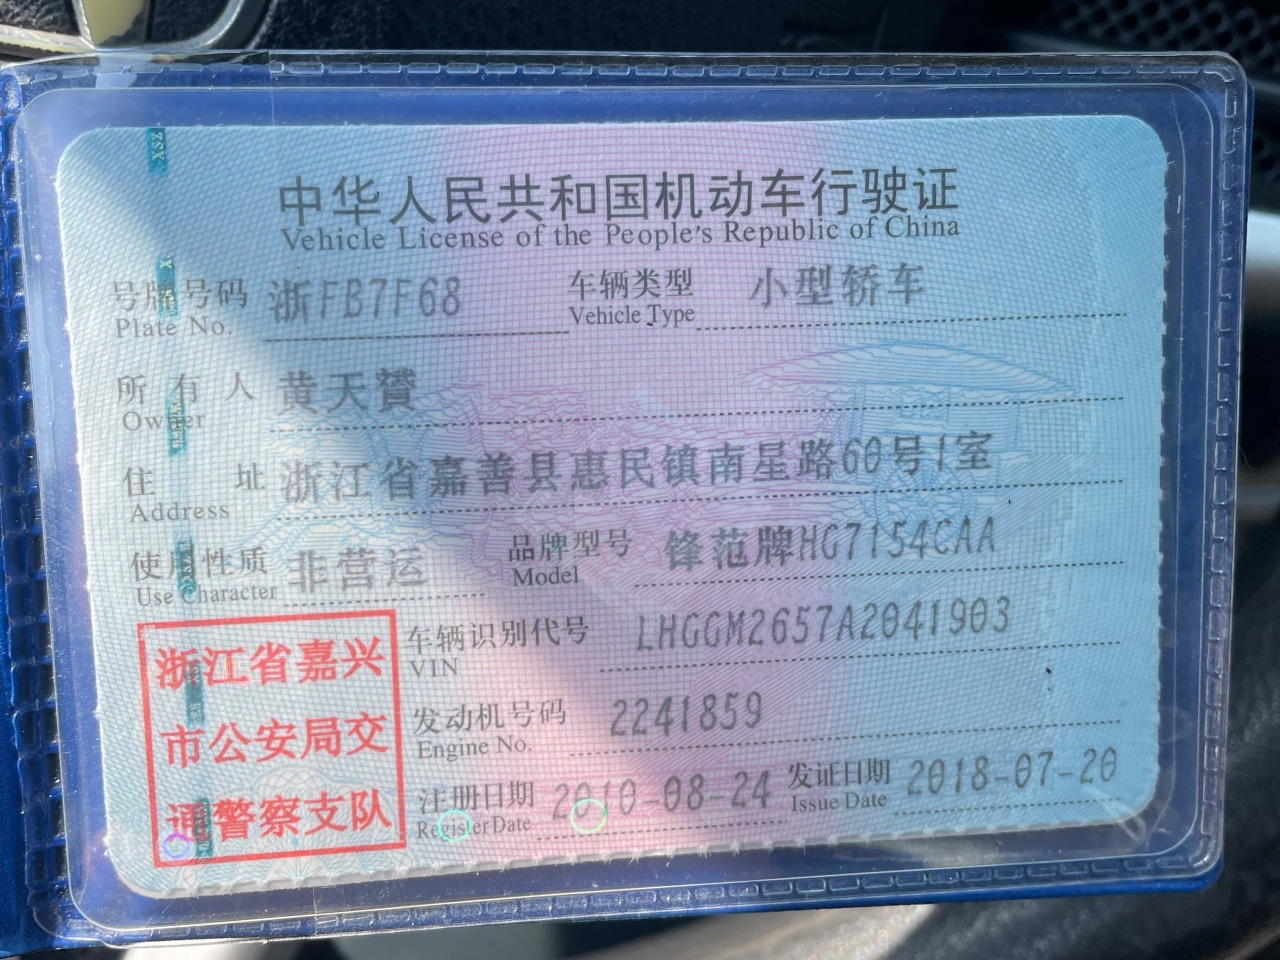 XSZ
中华人民共和国机动车行驶证
Vehicle License of the People's Republic of China
号牌号码 浙FB7F68 车辆类型 小型轿车
Plate No. Vehicle Type
所有人 黄天贇
Owner
住址 浙江省嘉善县惠民镇南星路60号1室
Address
使用性质 非营运 品牌型号 锋范牌HG7154CAA
Use Character Model
浙江省嘉兴
市公安局交
通警察支队
车辆识别代号 LHGGM2657A2041903
VIN
发动机号码 2241859
Engine No.
注册日期 2010-08-24 发证日期 2018-07-20
Register Date Issue Date